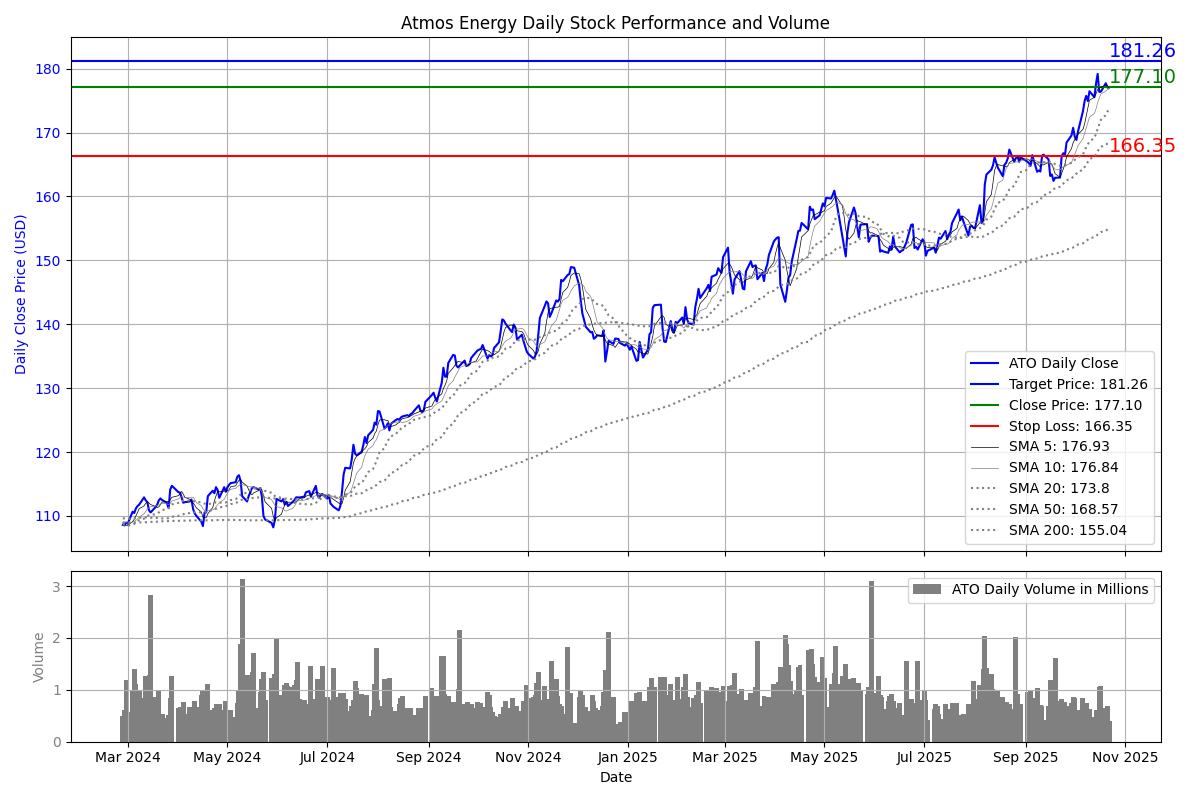 Atmos Energy Daily Stock Performance and Volume
181.26
180
177.10
170
166.35
160
150
140
130
120
110
Daily Close Price (USD)
ATO Daily Close
Target Price: 181.26
Close Price: 177.10
Stop Loss: 166.35
SMA 5: 176.93
SMA 10: 176.84
SMA 20: 173.8
SMA 50: 168.57
SMA 200: 155.04
3
2
1
0
Volume
ATO Daily Volume in Millions
Mar 2024 May 2024 Jul 2024 Sep 2024 Nov 2024 Jan 2025 Mar 2025 May 2025 Jul 2025 Sep 2025 Nov 2025
Date